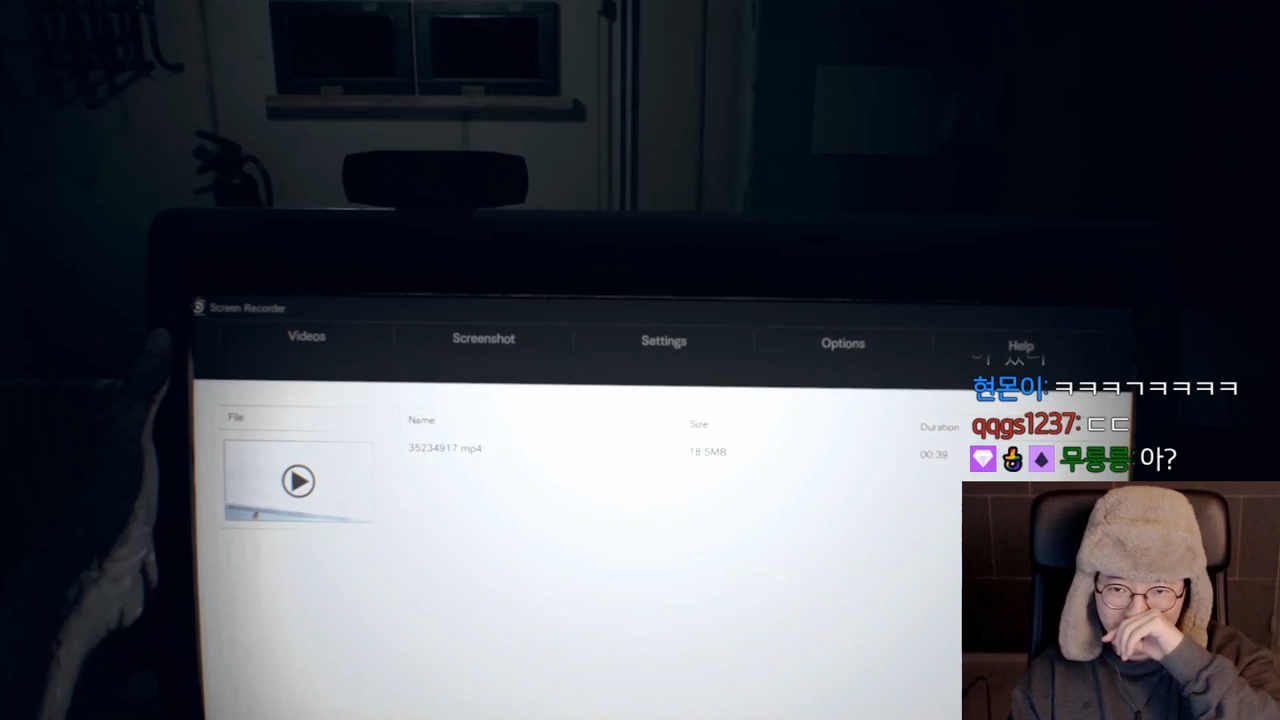 Screen Recorder
Videos Screenshot Settings Options Help
File Name Size Duration
35234917.mp4 18.5MB 00:39
현몬이: ㅋㅋㅋㄱㅋㅋㅋㅋ
qqgs1237: ㄷㄷ
무룽릉: 아?